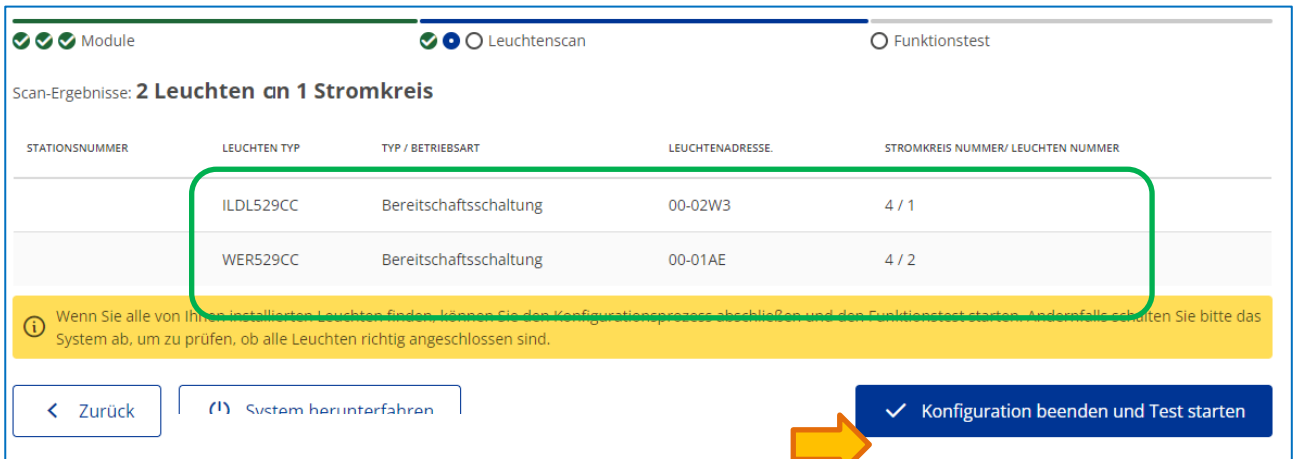 Module Leuchtenscan Funktionstest
Scan-Ergebnisse: 2 Leuchten an 1 Stromkreis
STATIONSNUMMER LEUCHTEN TYP TYP / BETRIEBSART LEUCHTENADRESSE. STROMKREIS NUMMER/ LEUCHTEN NUMMER
ILDL529CC Bereitschaftsschaltung 00-02W3 4 / 1
WER529CC Bereitschaftsschaltung 00-01AE 4 / 2
Wenn Sie alle von Ihnen installierten Leuchten finden, können Sie den Konfigurationsprozess abschließen und den Funktionstest starten. Andernfalls schalten Sie bitte das
System ab, um zu prüfen, ob alle Leuchten richtig angeschlossen sind.
Zurück System herunterfahren Konfiguration beenden und Test starten